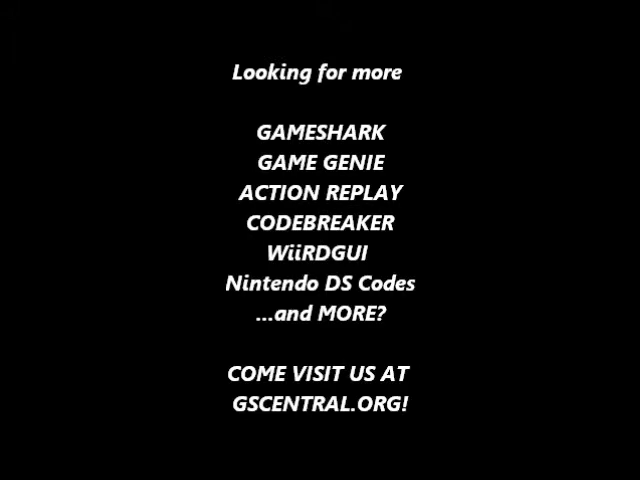 Looking for more
GAMESHARK
GAME GENIE
ACTION REPLAY
CODEBREAKER
WiiRDGUI
Nintendo DS Codes
...and MORE?
COME VISIT US AT
GSCENTRAL.ORG!